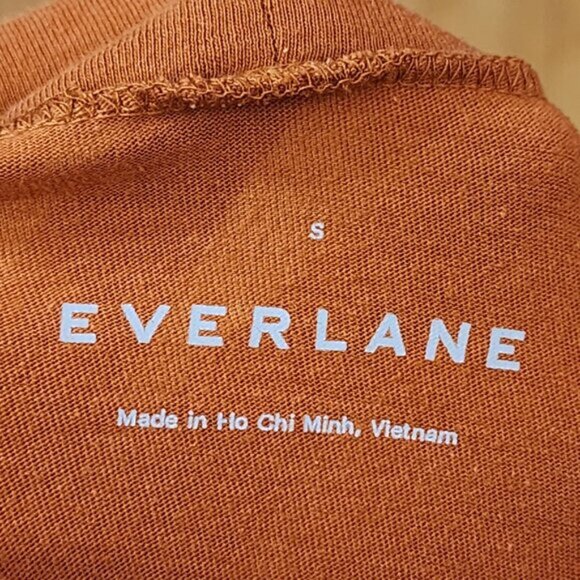 S
EVERLANE
Made in Ho Chi Minh, Vietnam